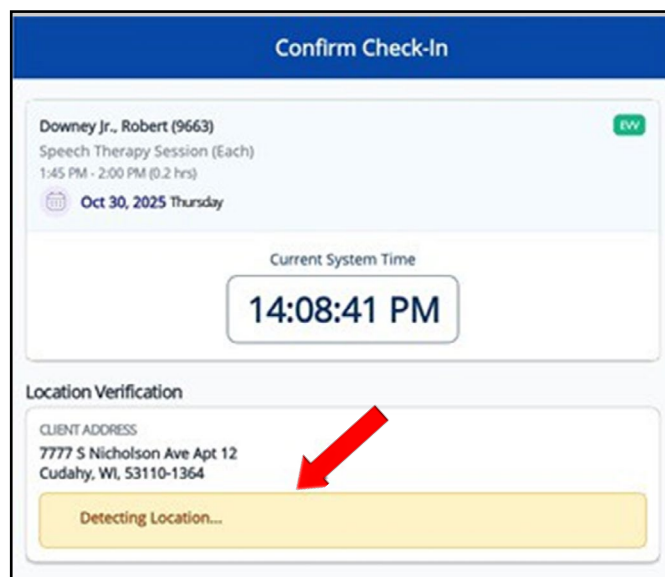 Confirm Check-In
Downey Jr., Robert (9663)
EVV
Speech Therapy Session (Each)
1:45 PM - 2:00 PM (0.2 hrs)
Oct 30, 2025 Thursday
Current System Time
14:08:41 PM
Location Verification
CLIENT ADDRESS
7777 S Nicholson Ave Apt 12
Cudahy, WI, 53110-1364
Detecting Location...